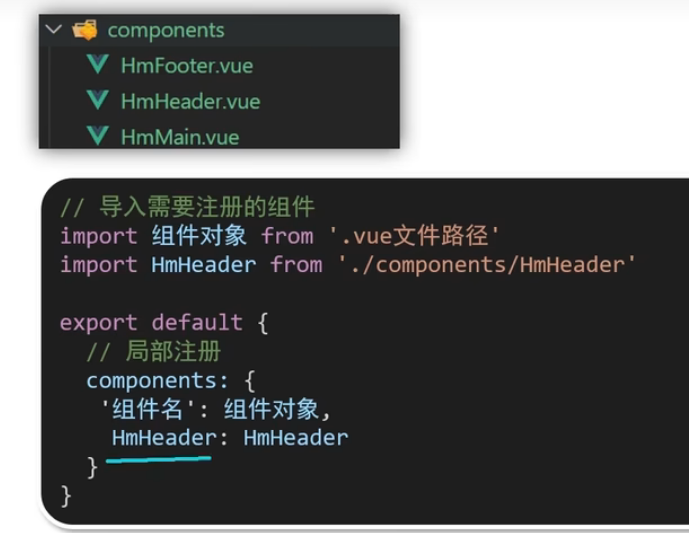 components
HmFooter.vue
HmHeader.vue
HmMain.vue
// 导入需要注册的组件
import 组件对象 from '.vue文件路径'
import HmHeader from './components/HmHeader'
export default {
// 局部注册
components: {
'组件名': 组件对象,
HmHeader: HmHeader
}
}